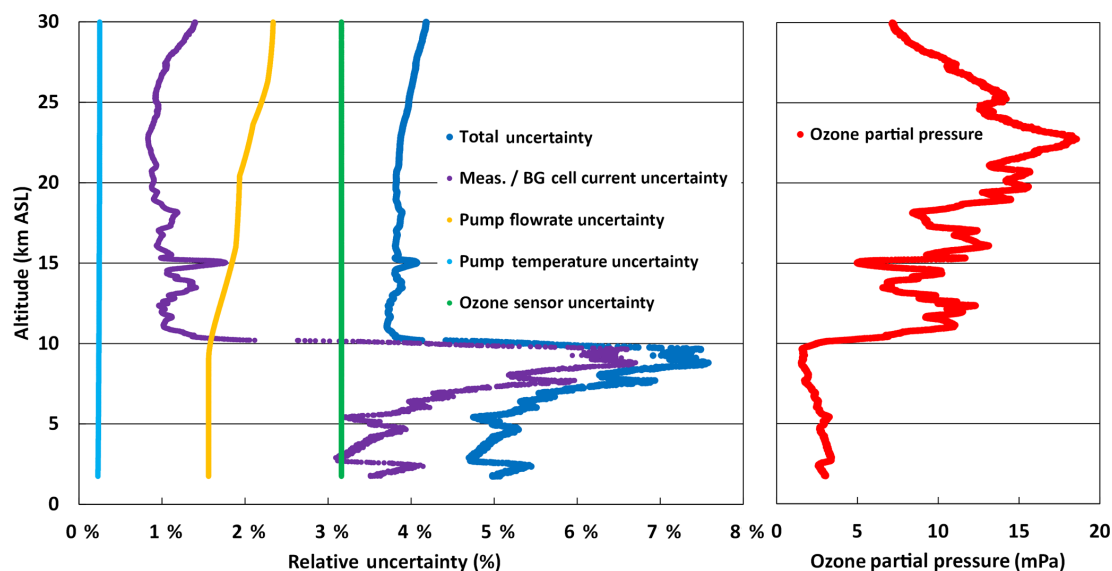 30
25
20
15
10
5
0
Altitude (km ASL)
Total uncertainty
Meas. / BG cell current uncertainty
Pump flowrate uncertainty
Pump temperature uncertainty
Ozone sensor uncertainty
0 % 1 % 2 % 3 % 4 % 5 % 6 % 7 % 8 %
Relative uncertainty (%)
Ozone partial pressure
0 5 10 15 20
Ozone partial pressure (mPa)